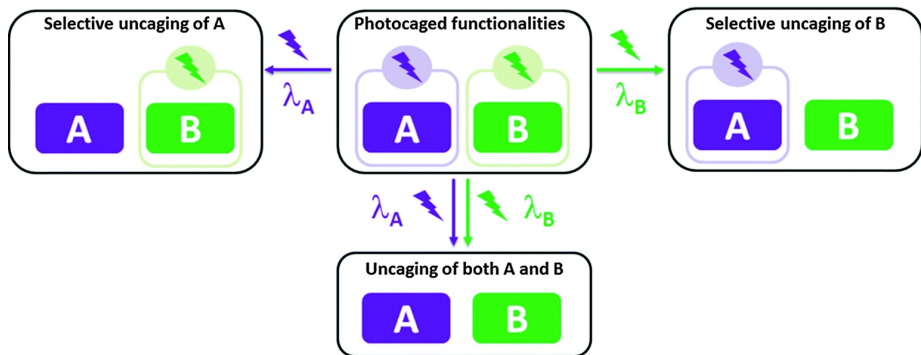 Selective uncaging of A
Photocaged functionalities
Selective uncaging of B
λA
λB
A B
A B
A B
λA λB
Uncaging of both A and B
A B